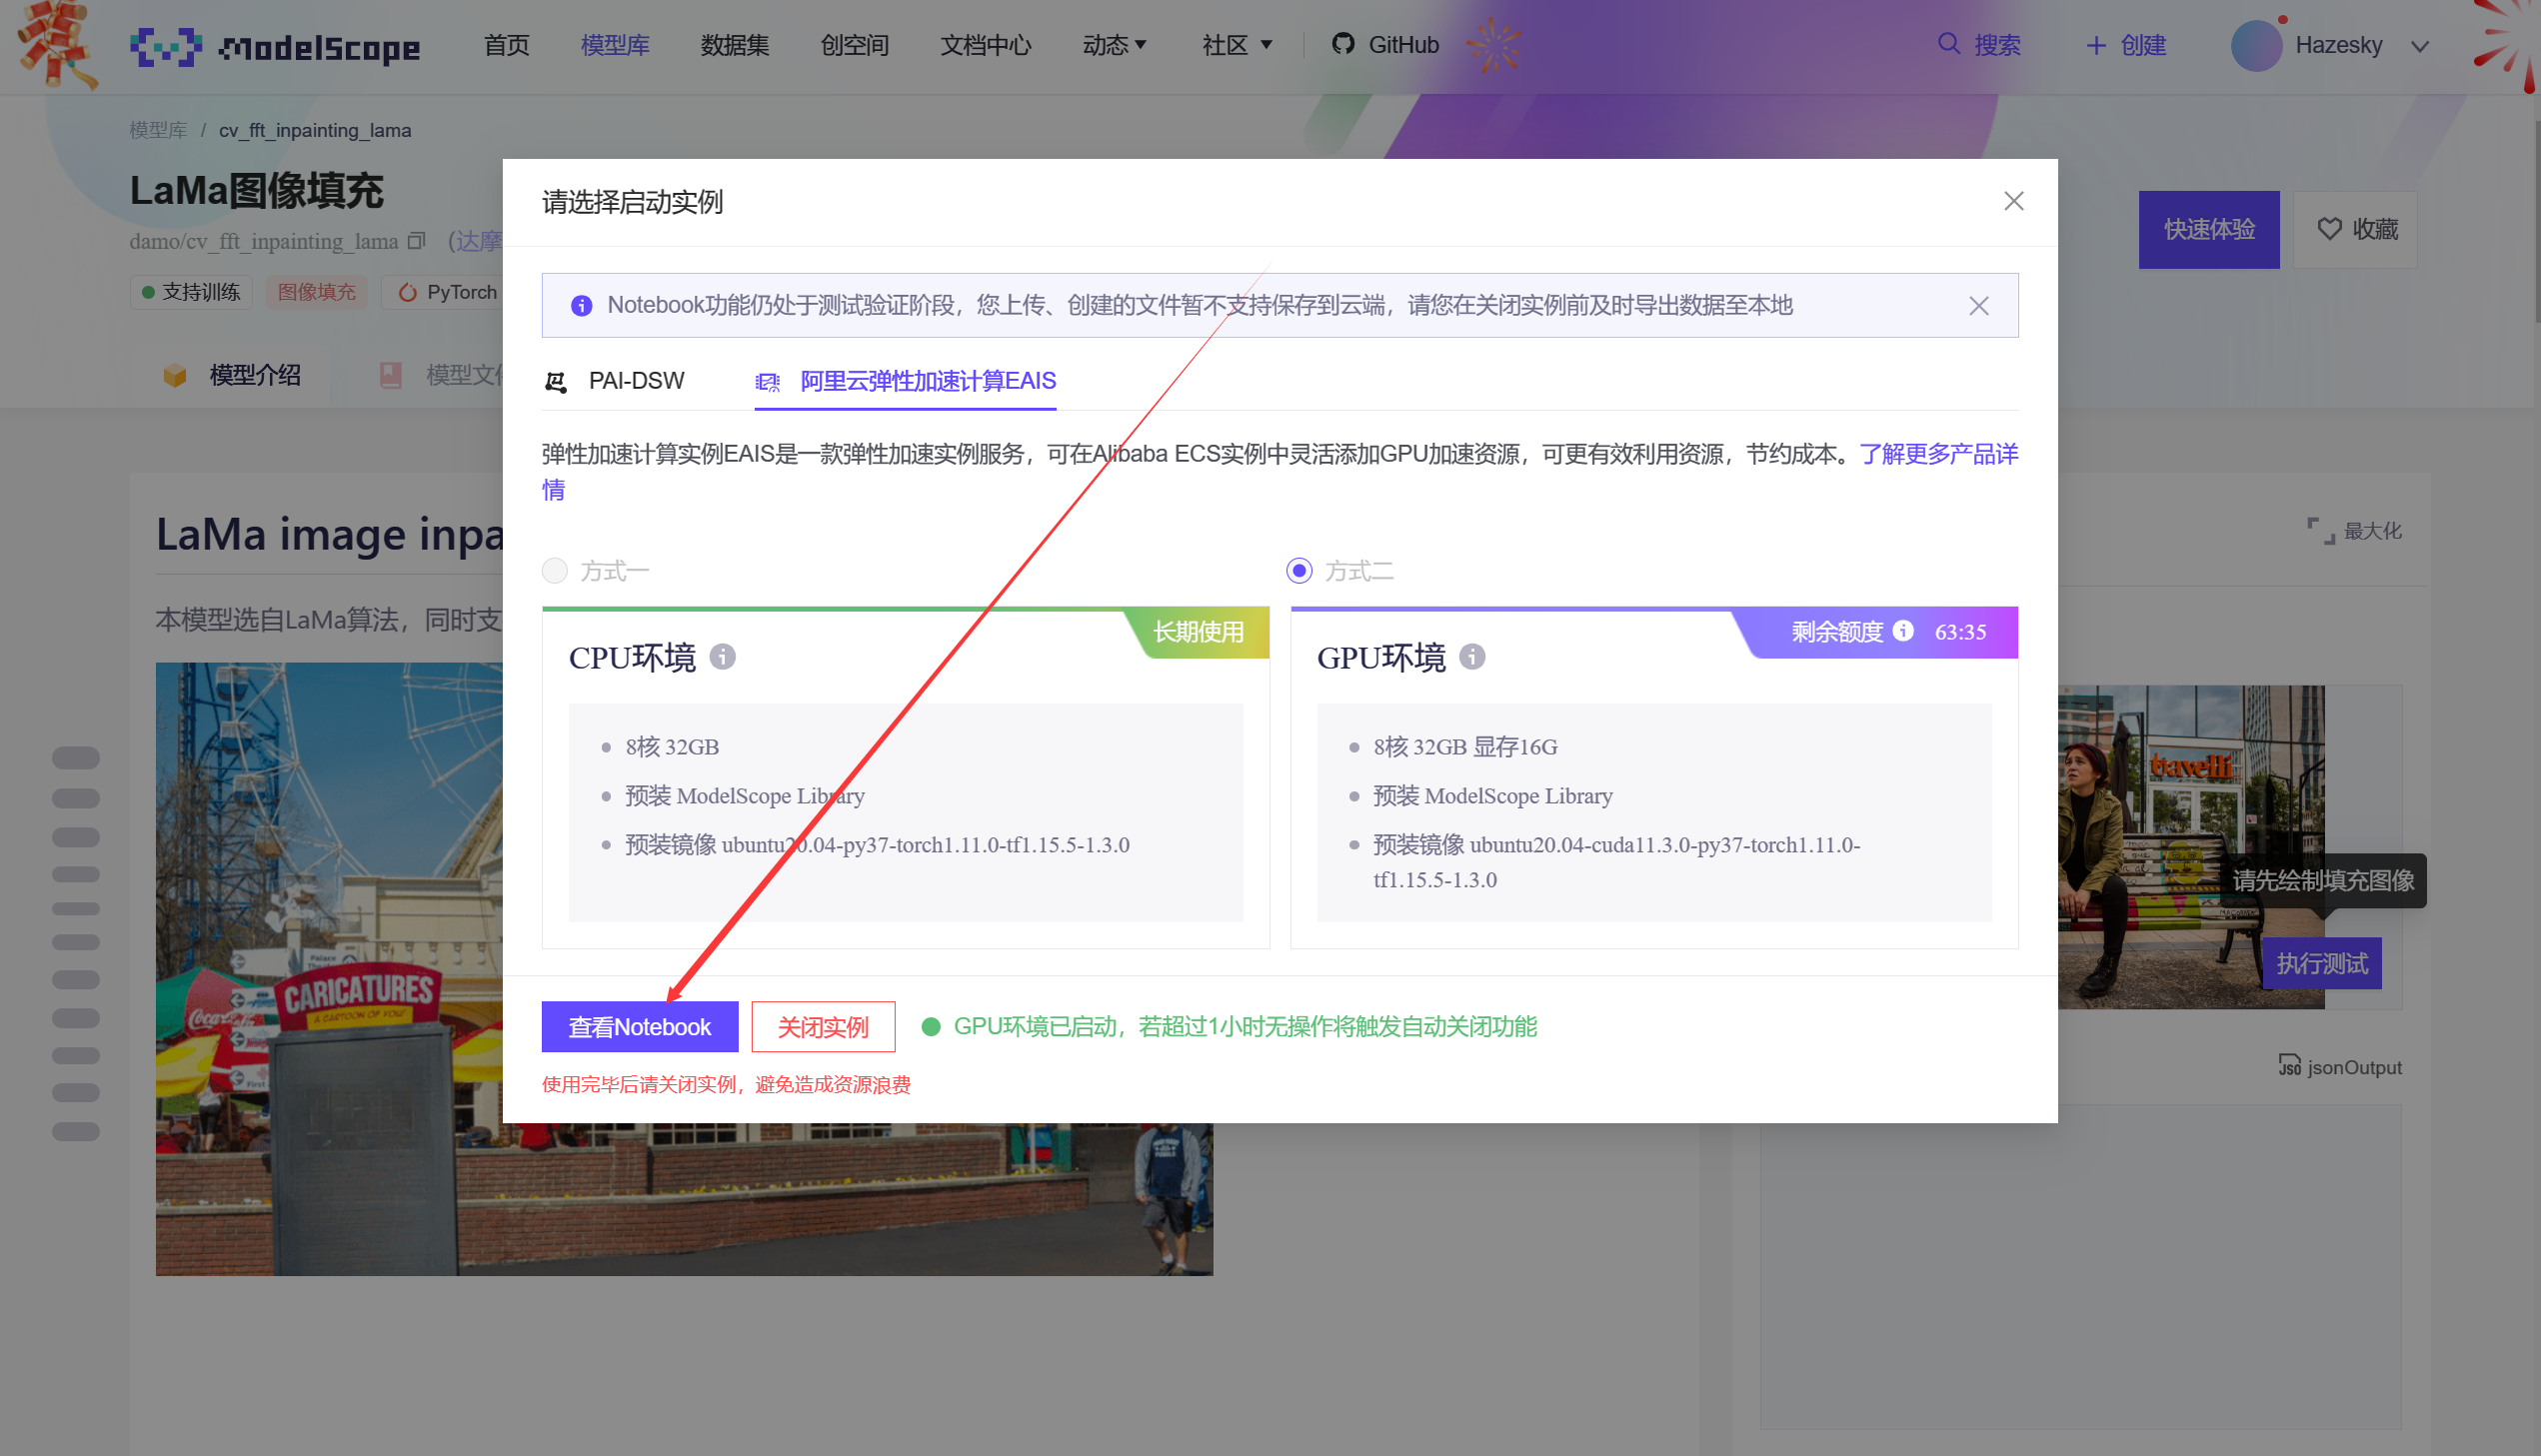 ModelScope 首页 模型库 数据集 创空间 文档中心 动态 社区 GitHub 搜索 创建 Hazesky
模型库 / cv_fft_inpainting_lama
LaMa图像填充
damo/cv_fft_inpainting_lama (达摩
支持训练 图像填充 PyTorch
快速体验 收藏
模型介绍 模型文件
请选择启动实例
Notebook功能仍处于测试验证阶段，您上传、创建的文件暂不支持保存到云端，请您在关闭实例前及时导出数据至本地
PAI-DSW 阿里云弹性加速计算EAIS
弹性加速计算实例EAIS是一款弹性加速实例服务，可在Alibaba ECS实例中灵活添加GPU加速资源，可更有效利用资源，节约成本。了解更多产品详
情
方式一 方式二
长期使用
CPU环境
8核 32GB
预装 ModelScope Library
预装镜像 ubuntu20.04-py37-torch1.11.0-tf1.15.5-1.3.0
剩余额度 63:35
GPU环境
8核 32GB 显存16G
预装 ModelScope Library
预装镜像 ubuntu20.04-cuda11.3.0-py37-torch1.11.0-
tf1.15.5-1.3.0
查看Notebook 关闭实例 GPU环境已启动，若超过1小时无操作将触发自动关闭功能
使用完毕后请关闭实例，避免造成资源浪费
LaMa image inpa
本模型选自LaMa算法，同时支
CARICATURES
A CARTOON OF YOU!
Palace
First
最大化
travelli
请先绘制填充图像
执行测试
jsonOutput